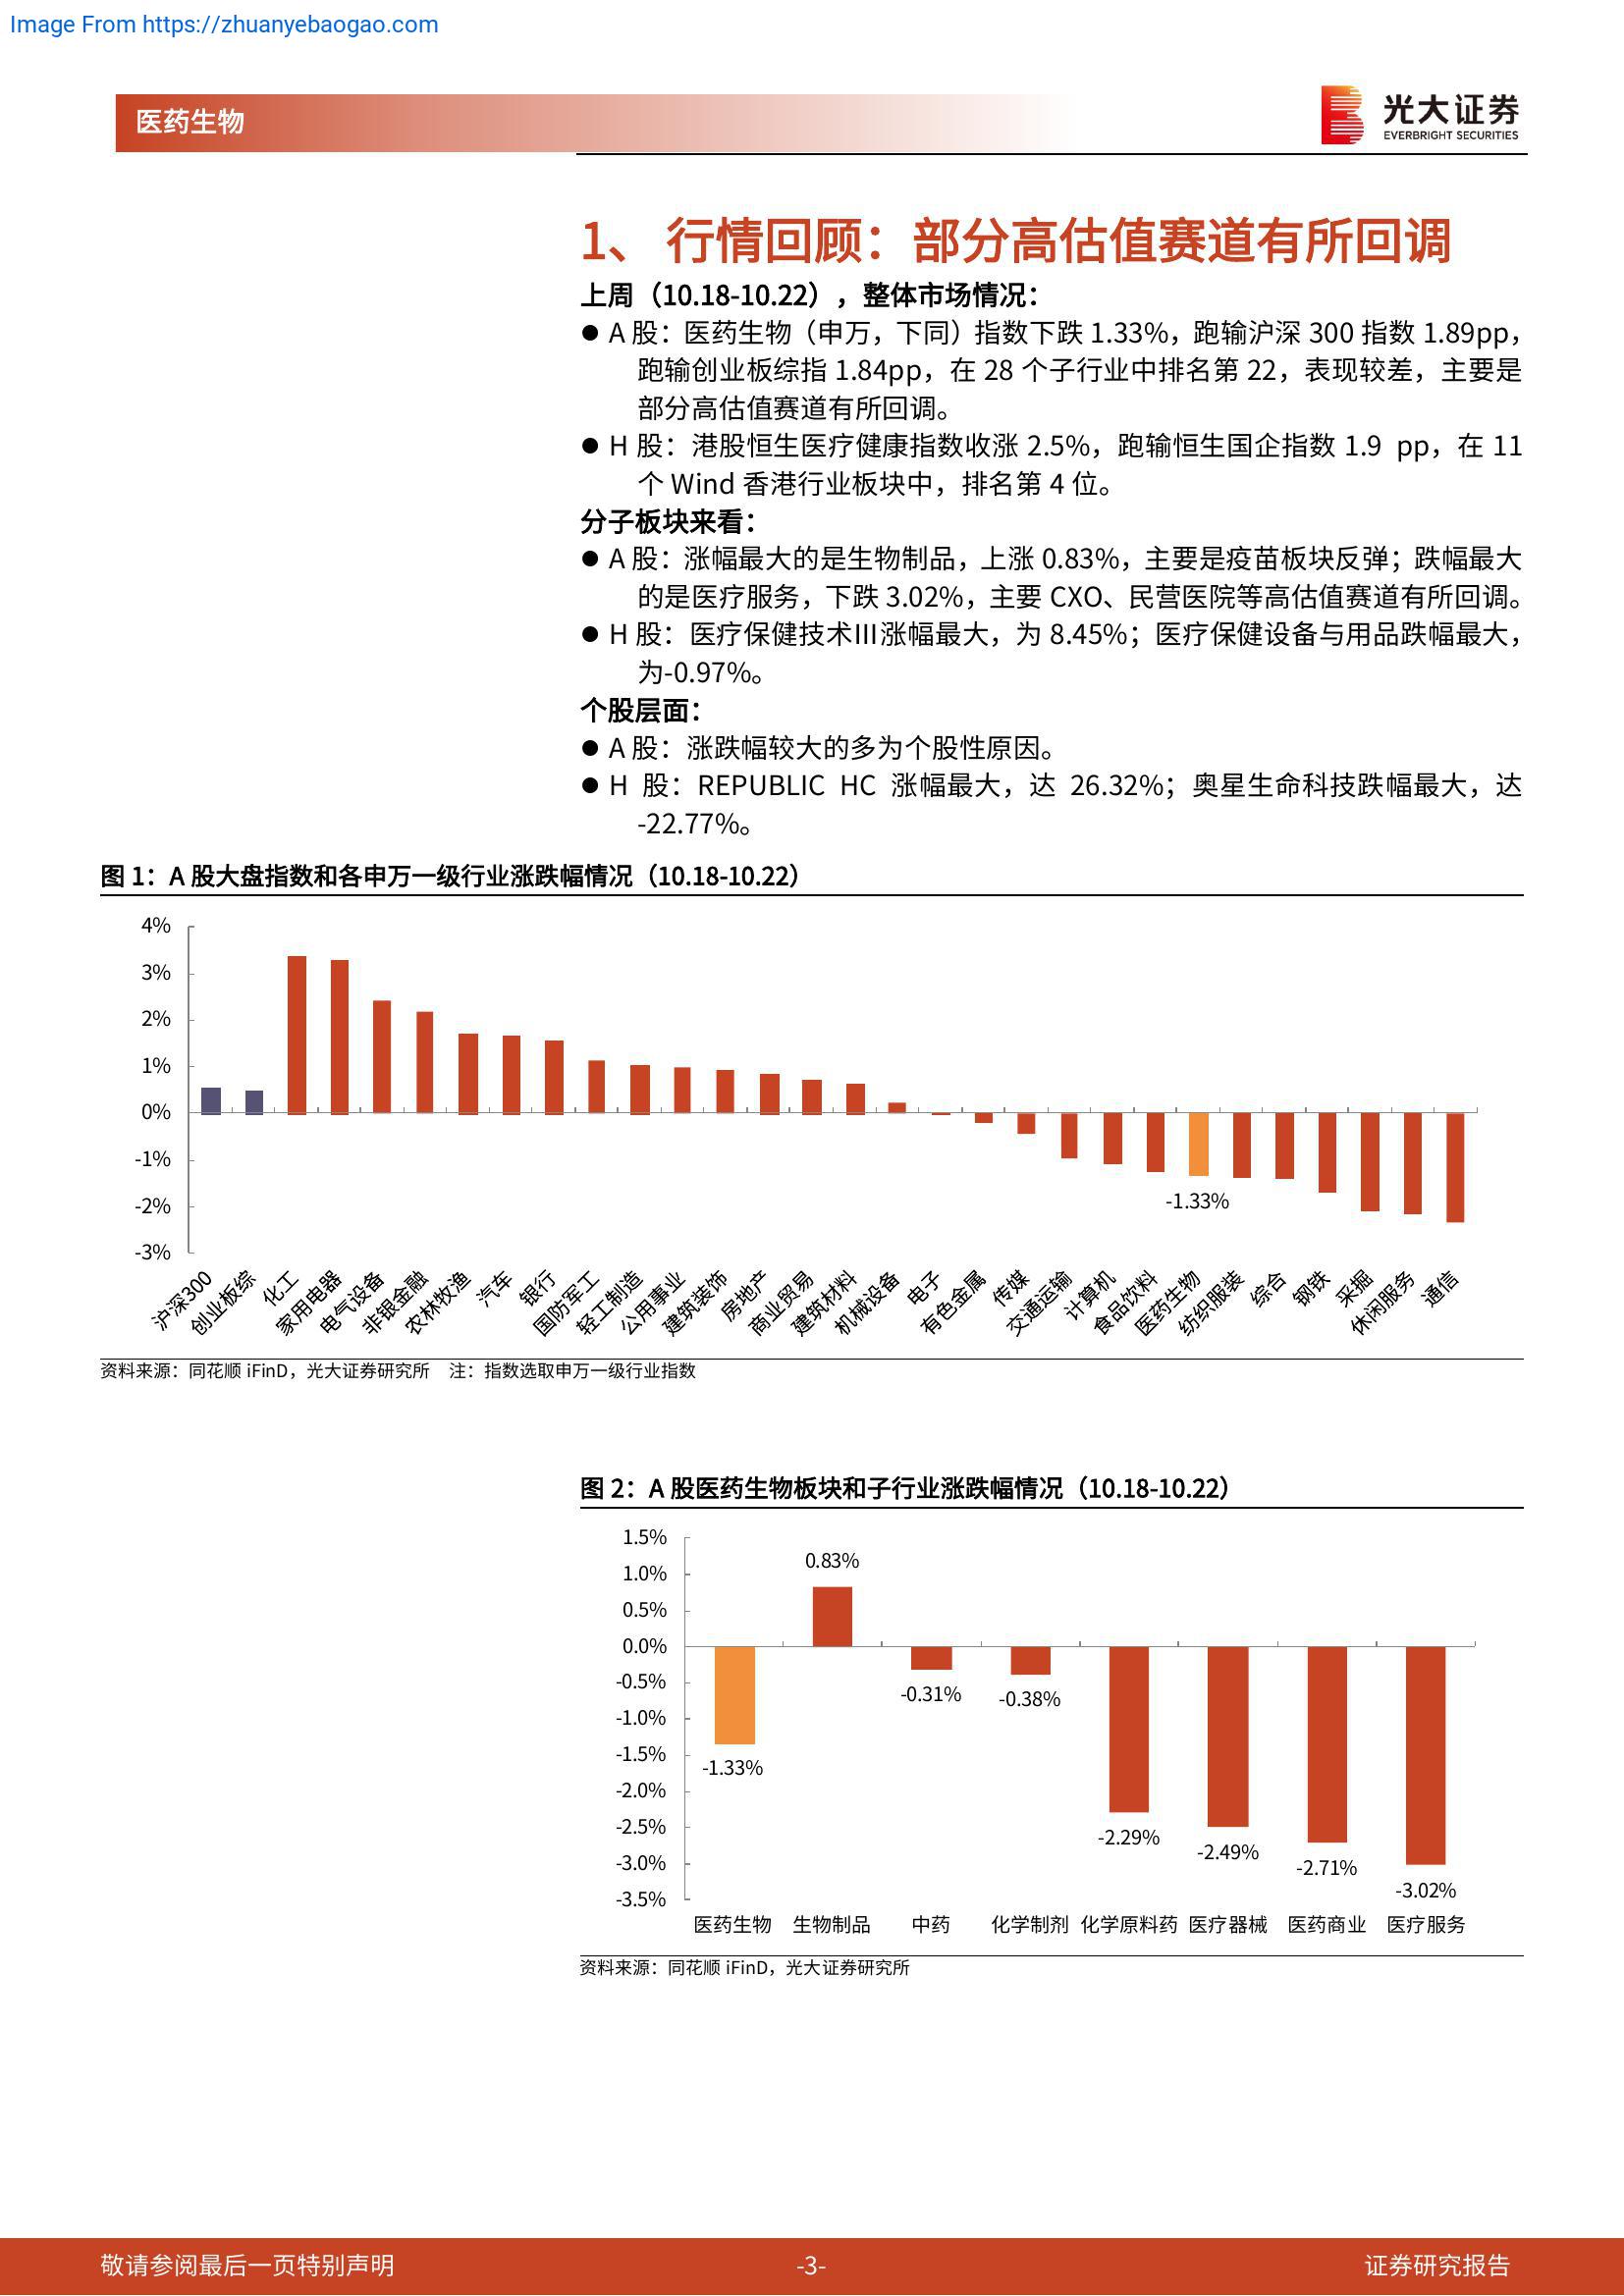 Image From https://zhuanyebaogao.com
医药生物
光大证券
EVERBRIGHT SECURITIES
1、 行情回顾：部分高估值赛道有所回调
上周（10.18-10.22），整体市场情况：
● A 股：医药生物（申万，下同）指数下跌 1.33%，跑输沪深 300 指数 1.89pp，
跑输创业板综指 1.84pp，在 28 个子行业中排名第 22，表现较差，主要是
部分高估值赛道有所回调。
● H 股：港股恒生医疗健康指数收涨 2.5%，跑输恒生国企指数 1.9 pp，在 11
个 Wind 香港行业板块中，排名第 4 位。
分子板块来看：
● A 股：涨幅最大的是生物制品，上涨 0.83%，主要是疫苗板块反弹；跌幅最大
的是医疗服务，下跌 3.02%，主要 CXO、民营医院等高估值赛道有所回调。
● H 股：医疗保健技术III涨幅最大，为 8.45%；医疗保健设备与用品跌幅最大，
为-0.97%。
个股层面：
● A 股：涨跌幅较大的多为个股性原因。
● H 股：REPUBLIC HC 涨幅最大，达 26.32%；奥星生命科技跌幅最大，达
-22.77%。
图 1：A 股大盘指数和各申万一级行业涨跌幅情况（10.18-10.22）
4%
3%
2%
1%
0%
-1%
-2%
-3%
-1.33%
沪深300 创业板综 化工 家用电器 电气设备 非银金融 农林牧渔 汽车 银行 国防军工 轻工制造 公用事业 建筑装饰 房地产 商业贸易 建筑材料 机械设备 电子 有色金属 传媒 交通运输 计算机 食品饮料 医药生物 纺织服装 综合 钢铁 采掘 休闲服务 通信
资料来源：同花顺 iFinD，光大证券研究所 注：指数选取申万一级行业指数
图 2：A 股医药生物板块和子行业涨跌幅情况（10.18-10.22）
1.5%
1.0%
0.5%
0.0%
-0.5%
-1.0%
-1.5%
-2.0%
-2.5%
-3.0%
-3.5%
-1.33%
0.83%
-0.31%
-0.38%
-2.29%
-2.49%
-2.71%
-3.02%
医药生物 生物制品 中药 化学制剂 化学原料药 医疗器械 医药商业 医疗服务
资料来源：同花顺 iFinD，光大证券研究所
敬请参阅最后一页特别声明 -3- 证券研究报告